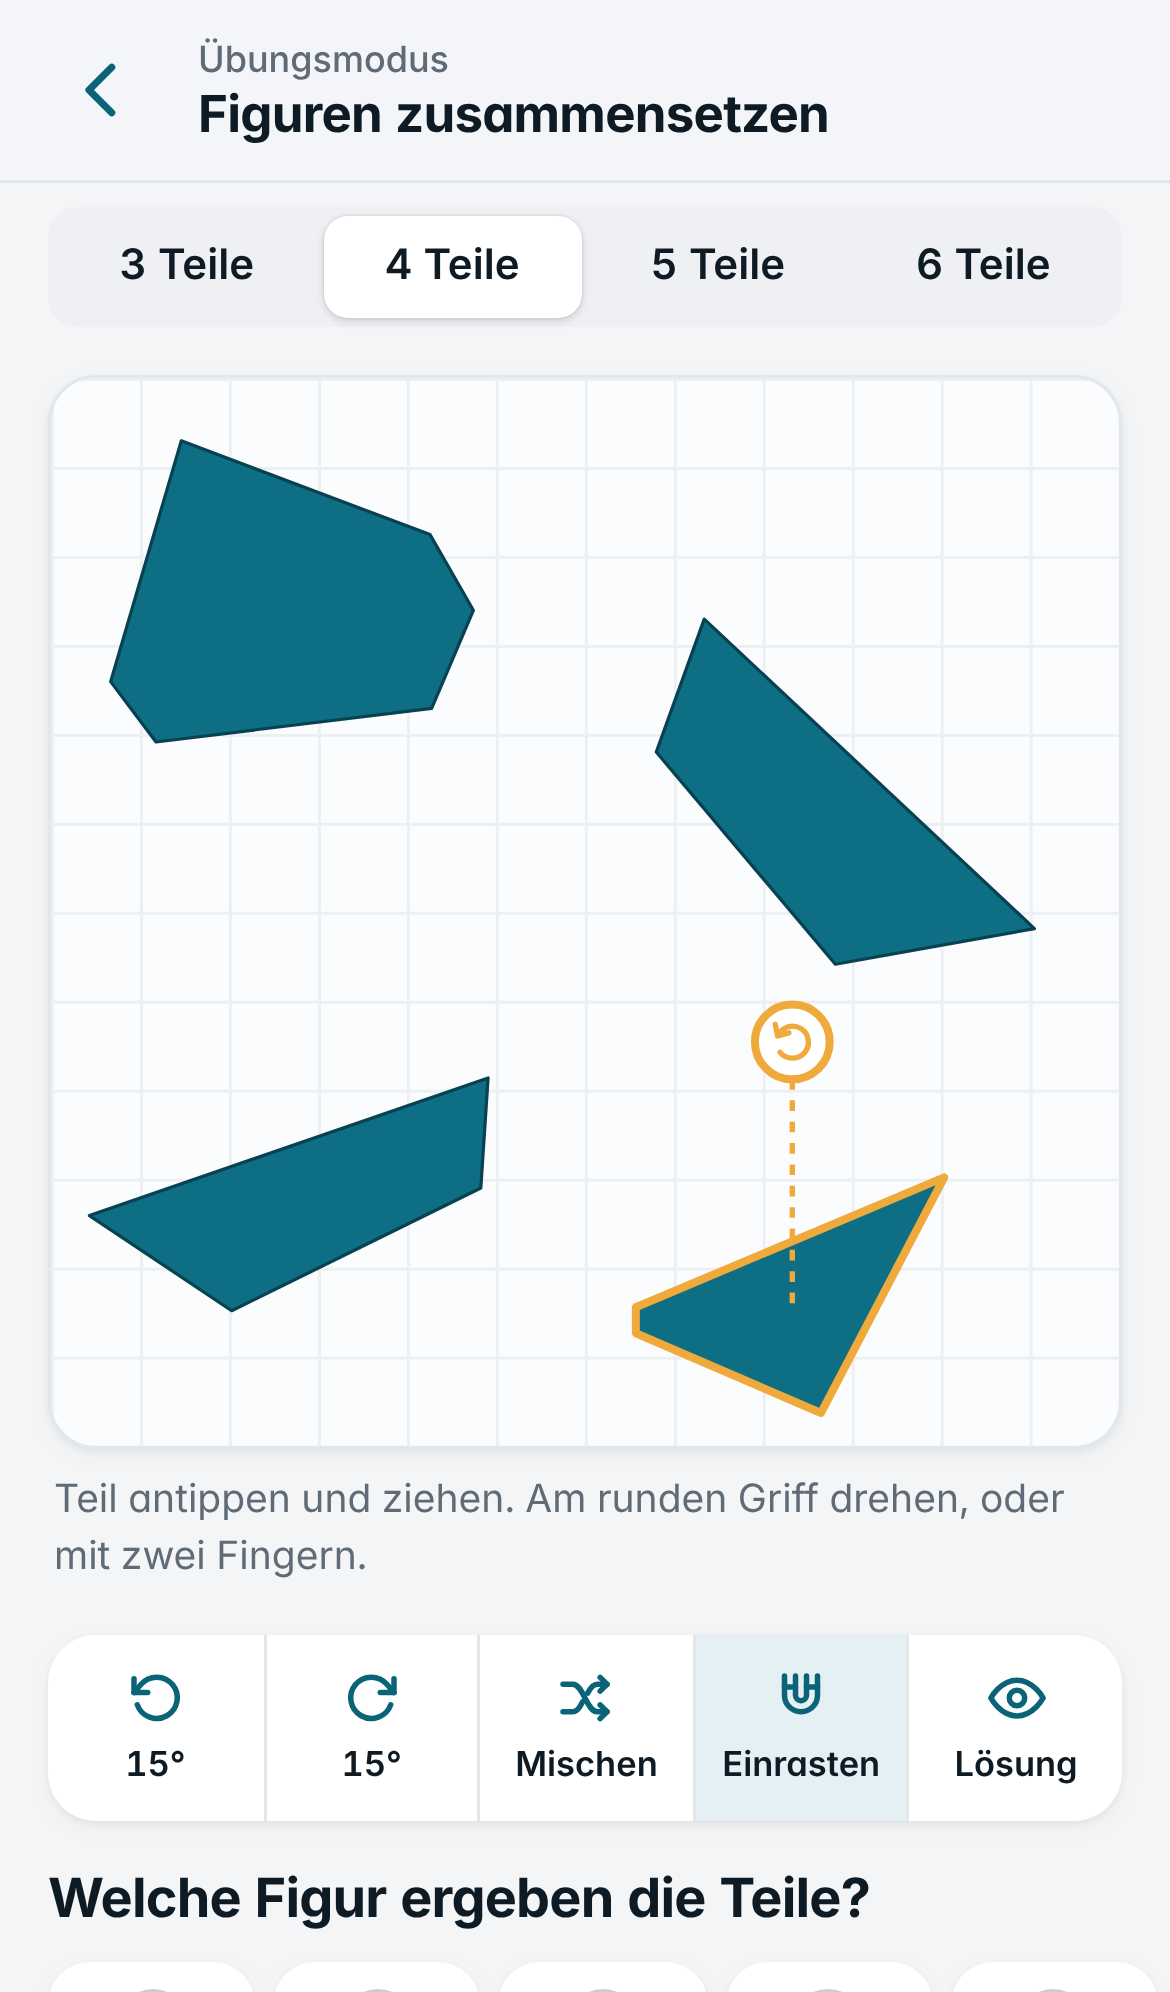 Übungsmodus
Figuren zusammensetzen
3 Teile
4 Teile
5 Teile
6 Teile
Teil antippen und ziehen. Am runden Griff drehen, oder
mit zwei Fingern.
15°
15°
Mischen
Einrasten
Lösung
Welche Figur ergeben die Teile?